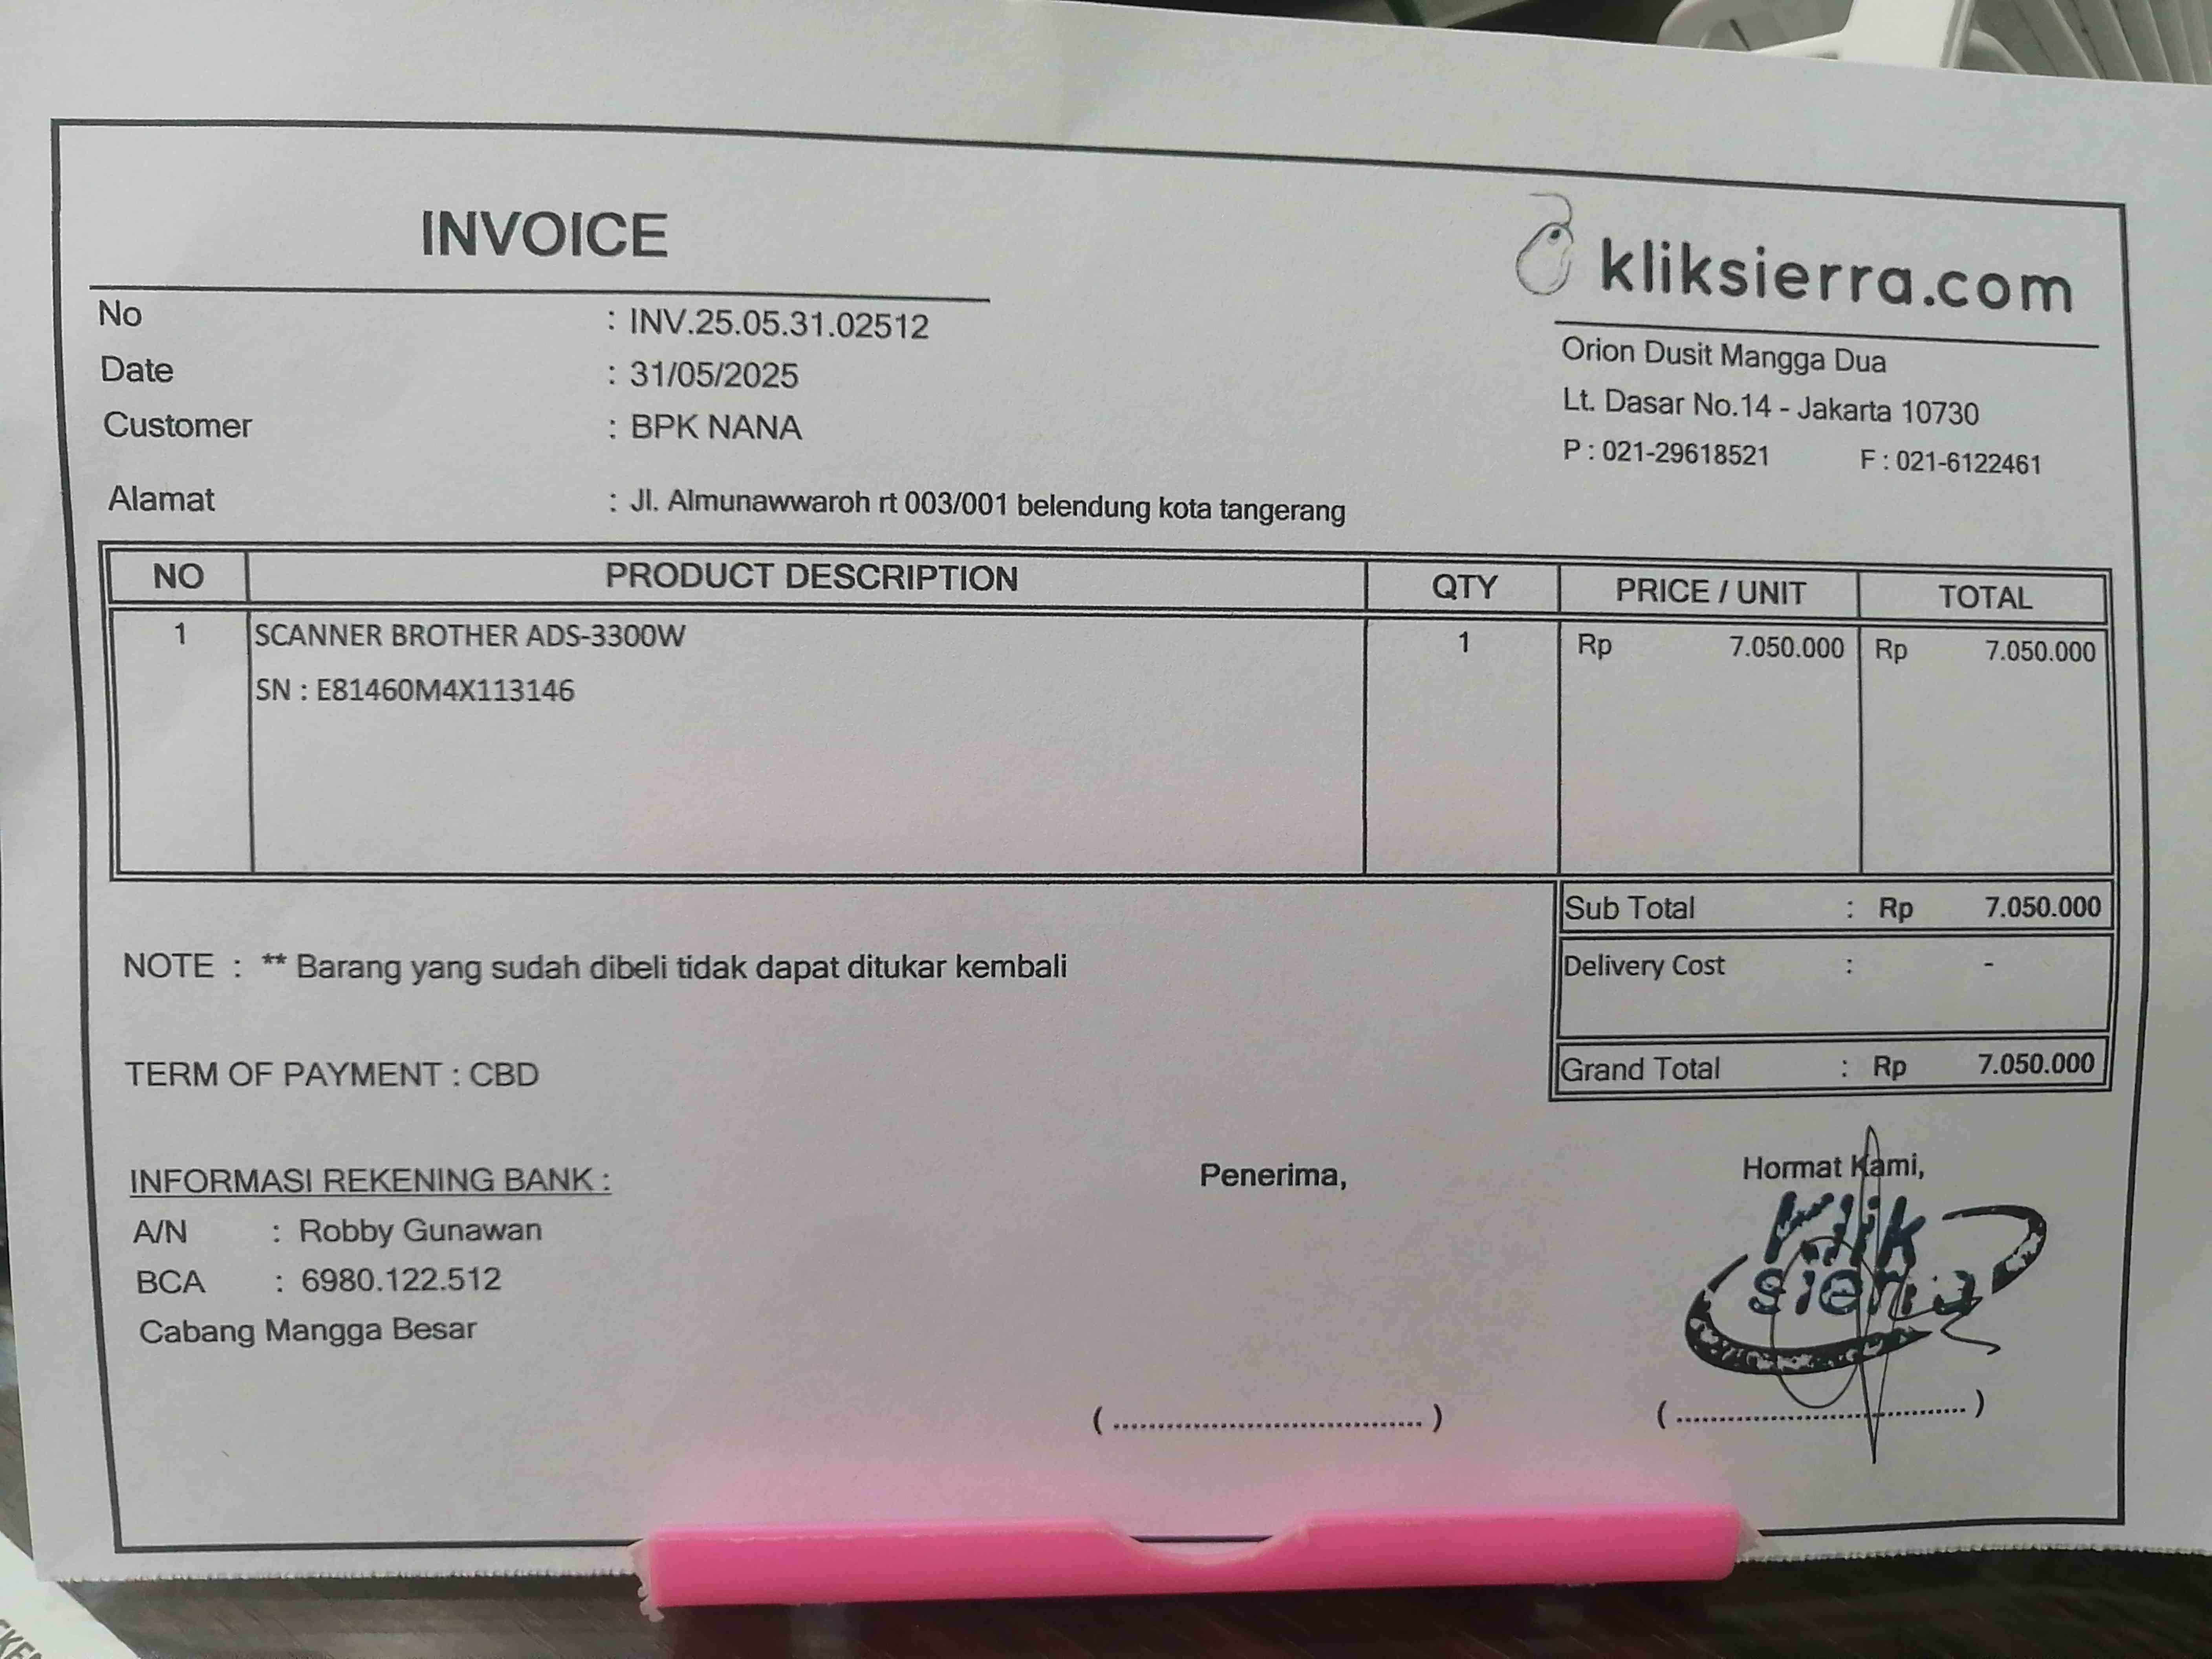 INVOICE
kliksierra.com
No : INV.25.05.31.02512
Date : 31/05/2025
Customer : BPK NANA
Alamat : Jl. Almunawwaroh rt 003/001 belendung kota tangerang
Orion Dusit Mangga Dua
Lt. Dasar No.14 - Jakarta 10730
P : 021-29618521 F : 021-6122461
NO PRODUCT DESCRIPTION QTY PRICE / UNIT TOTAL
1 SCANNER BROTHER ADS-3300W 1 Rp 7.050.000 Rp 7.050.000
SN : E81460M4X113146
Sub Total : Rp 7.050.000
Delivery Cost : -
Grand Total : Rp 7.050.000
NOTE : ** Barang yang sudah dibeli tidak dapat ditukar kembali
TERM OF PAYMENT : CBD
INFORMASI REKENING BANK :
A/N : Robby Gunawan
BCA : 6980.122.512
Cabang Mangga Besar
Penerima,
( ........................................ )
Hormat Kami,
Klik
sierra
( ........................................ )